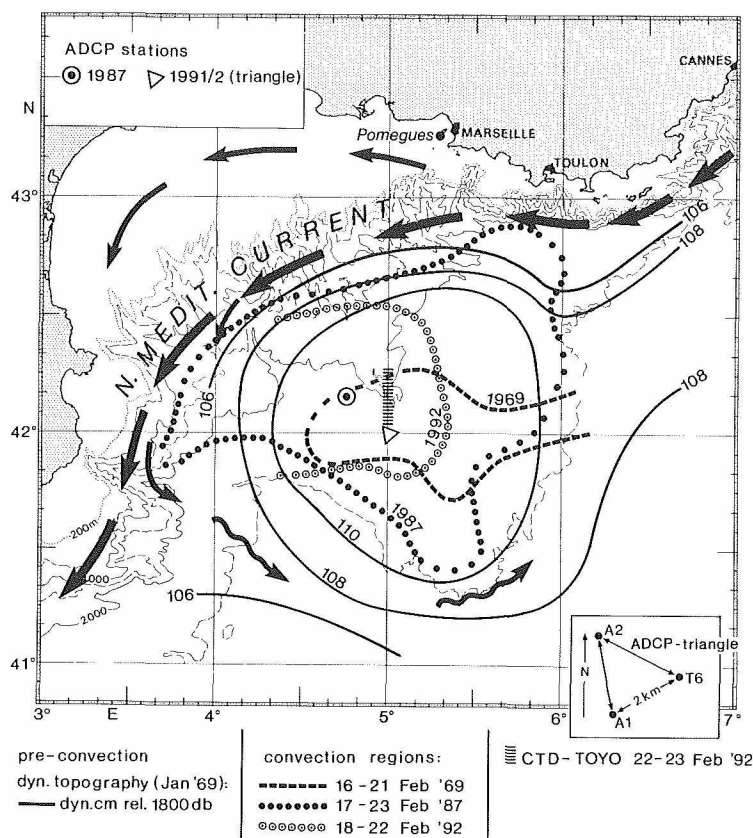 ADCP stations
1987 1991/2 (triangle)
CANNES
N
Pomegues
MARSEILLE
TOULON
43°
N. MEDIT. CURRENT
106
108
106
1969
108
42°
1992
1987
200m
110
1000
2000
108
106
A2
ADCP-triangle
N
T6
2km
A1
41°
3° E 4° 5° 6° 7°
pre-convection
dyn. topography (Jan '69):
dyn.cm rel. 1800db
convection regions:
16-21 Feb '69
17-23 Feb '87
18-22 Feb '92
CTD-TOYO 22-23 Feb '92